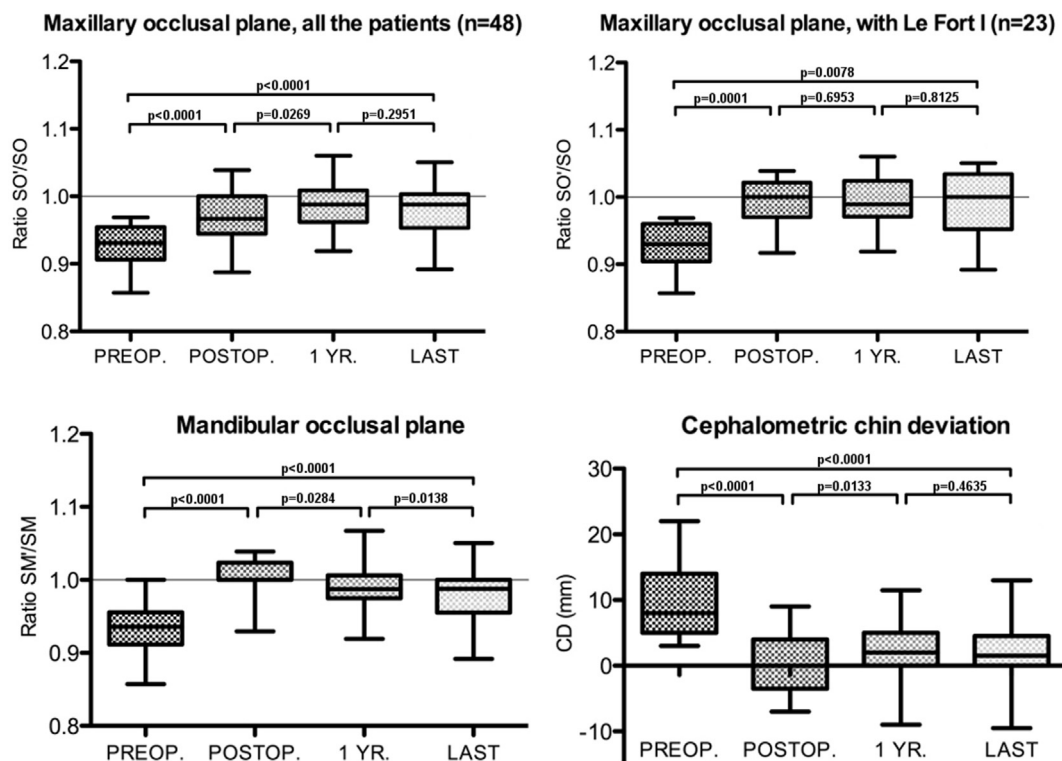 Maxillary occlusal plane, all the patients (n=48)
1.2
1.1
1.0
0.9
0.8
Ratio SO'/SO
p<0.0001
p<0.0001
p=0.0269
p=0.2951
PREOP.
POSTOP.
1 YR.
LAST
Maxillary occlusal plane, with Le Fort I (n=23)
1.2
1.1
1.0
0.9
0.8
Ratio SO'/SO
p=0.0078
p=0.0001
p=0.6953
p=0.8125
PREOP.
POSTOP.
1 YR.
LAST
Mandibular occlusal plane
1.2
1.1
1.0
0.9
0.8
Ratio SM'/SM
p<0.0001
p<0.0001
p=0.0284
p=0.0138
PREOP.
POSTOP.
1 YR.
LAST
Cephalometric chin deviation
30
20
10
0
-10
CD (mm)
p<0.0001
p<0.0001
p=0.0133
p=0.4635
PREOP.
POSTOP.
1 YR.
LAST